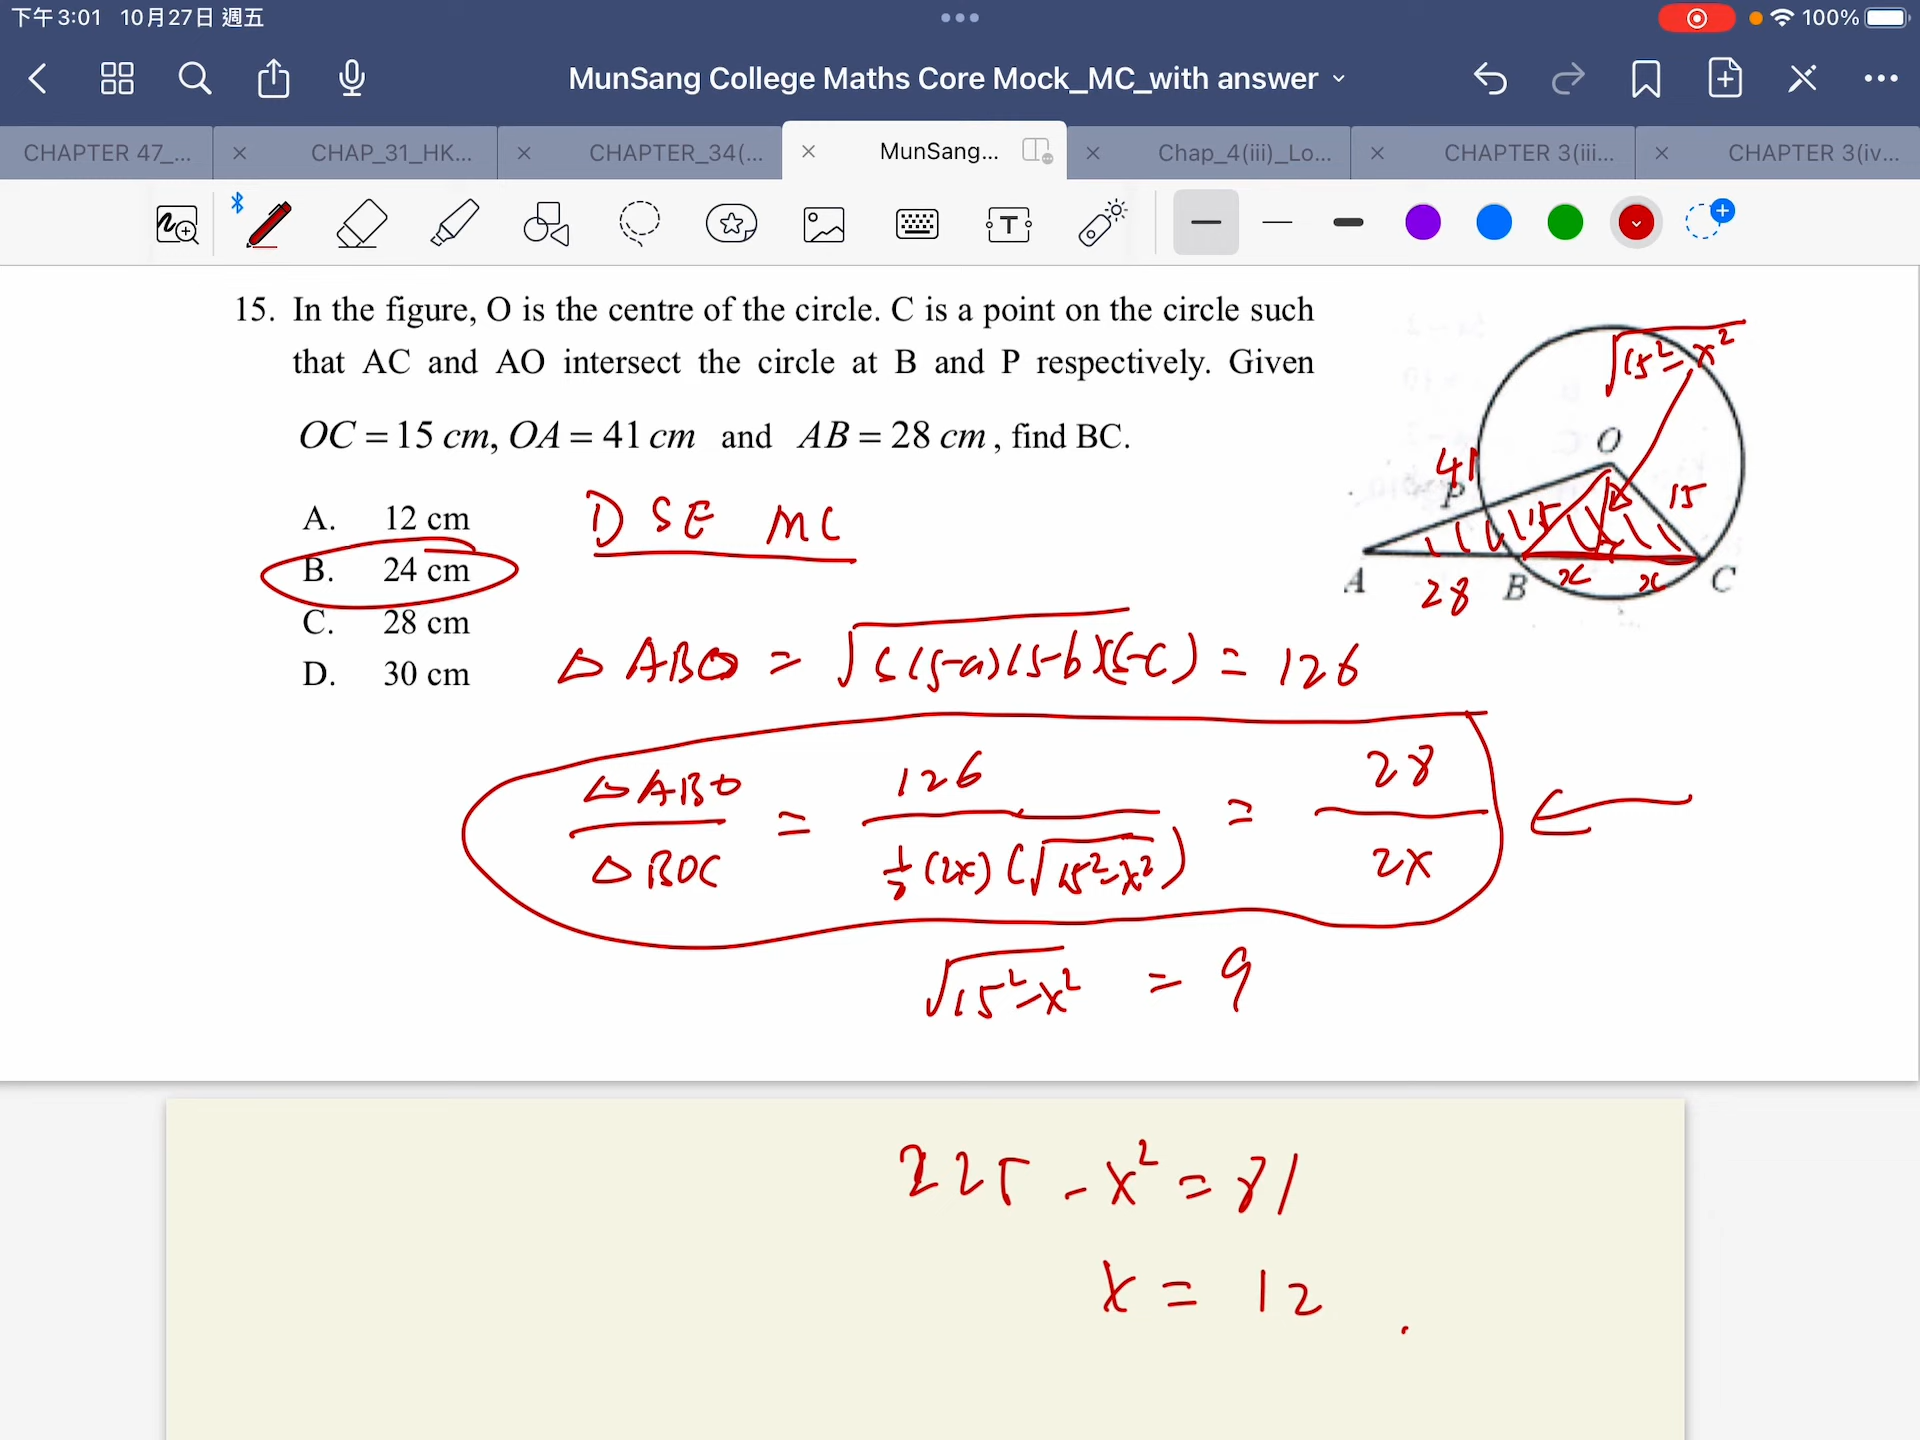 下午3:01 10月27日 週五
100%
MunSang College Maths Core Mock_MC_with answer
CHAPTER 47_...
CHAP_31_HK...
CHAPTER_34(...
MunSang...
Chap_4(iii)_Lo...
CHAPTER 3(iii...
CHAPTER 3(iv...
T
15. In the figure, O is the centre of the circle. C is a point on the circle such
that AC and AO intersect the circle at B and P respectively. Given
OC = 15 cm, OA = 41 cm and AB = 28 cm, find BC.
A. 12 cm
B. 24 cm
C. 28 cm
D. 30 cm
DSE MC
√(15²-x²)
O
41
P
15
15
A
28
B
x
x
C
△ABO = √(s(s-a)(s-b)(s-c)) = 126
△ABO/△BOC = 126/(½(2x)(√(15²-x²))) = 28/2x
√(15²-x²) = 9
225 - x² = 81
x = 12